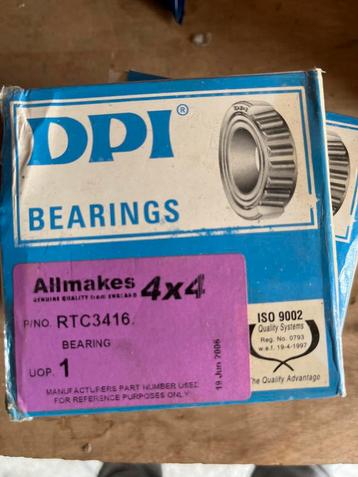 DPI®
BEARINGS
Allmakes 4x4
GENUINE QUALITY from ENGLAND
P/NO. RTC3416.
BEARING
UOP. 1
MANUFACTURERS PART NUMBER USED
FOR REFERENCE PURPOSES ONLY
19 Jun 2006
ISO 9002
Quality Systems
Reg. No. 0793
w.e.f. 19-4-1997
he Quality Advantage